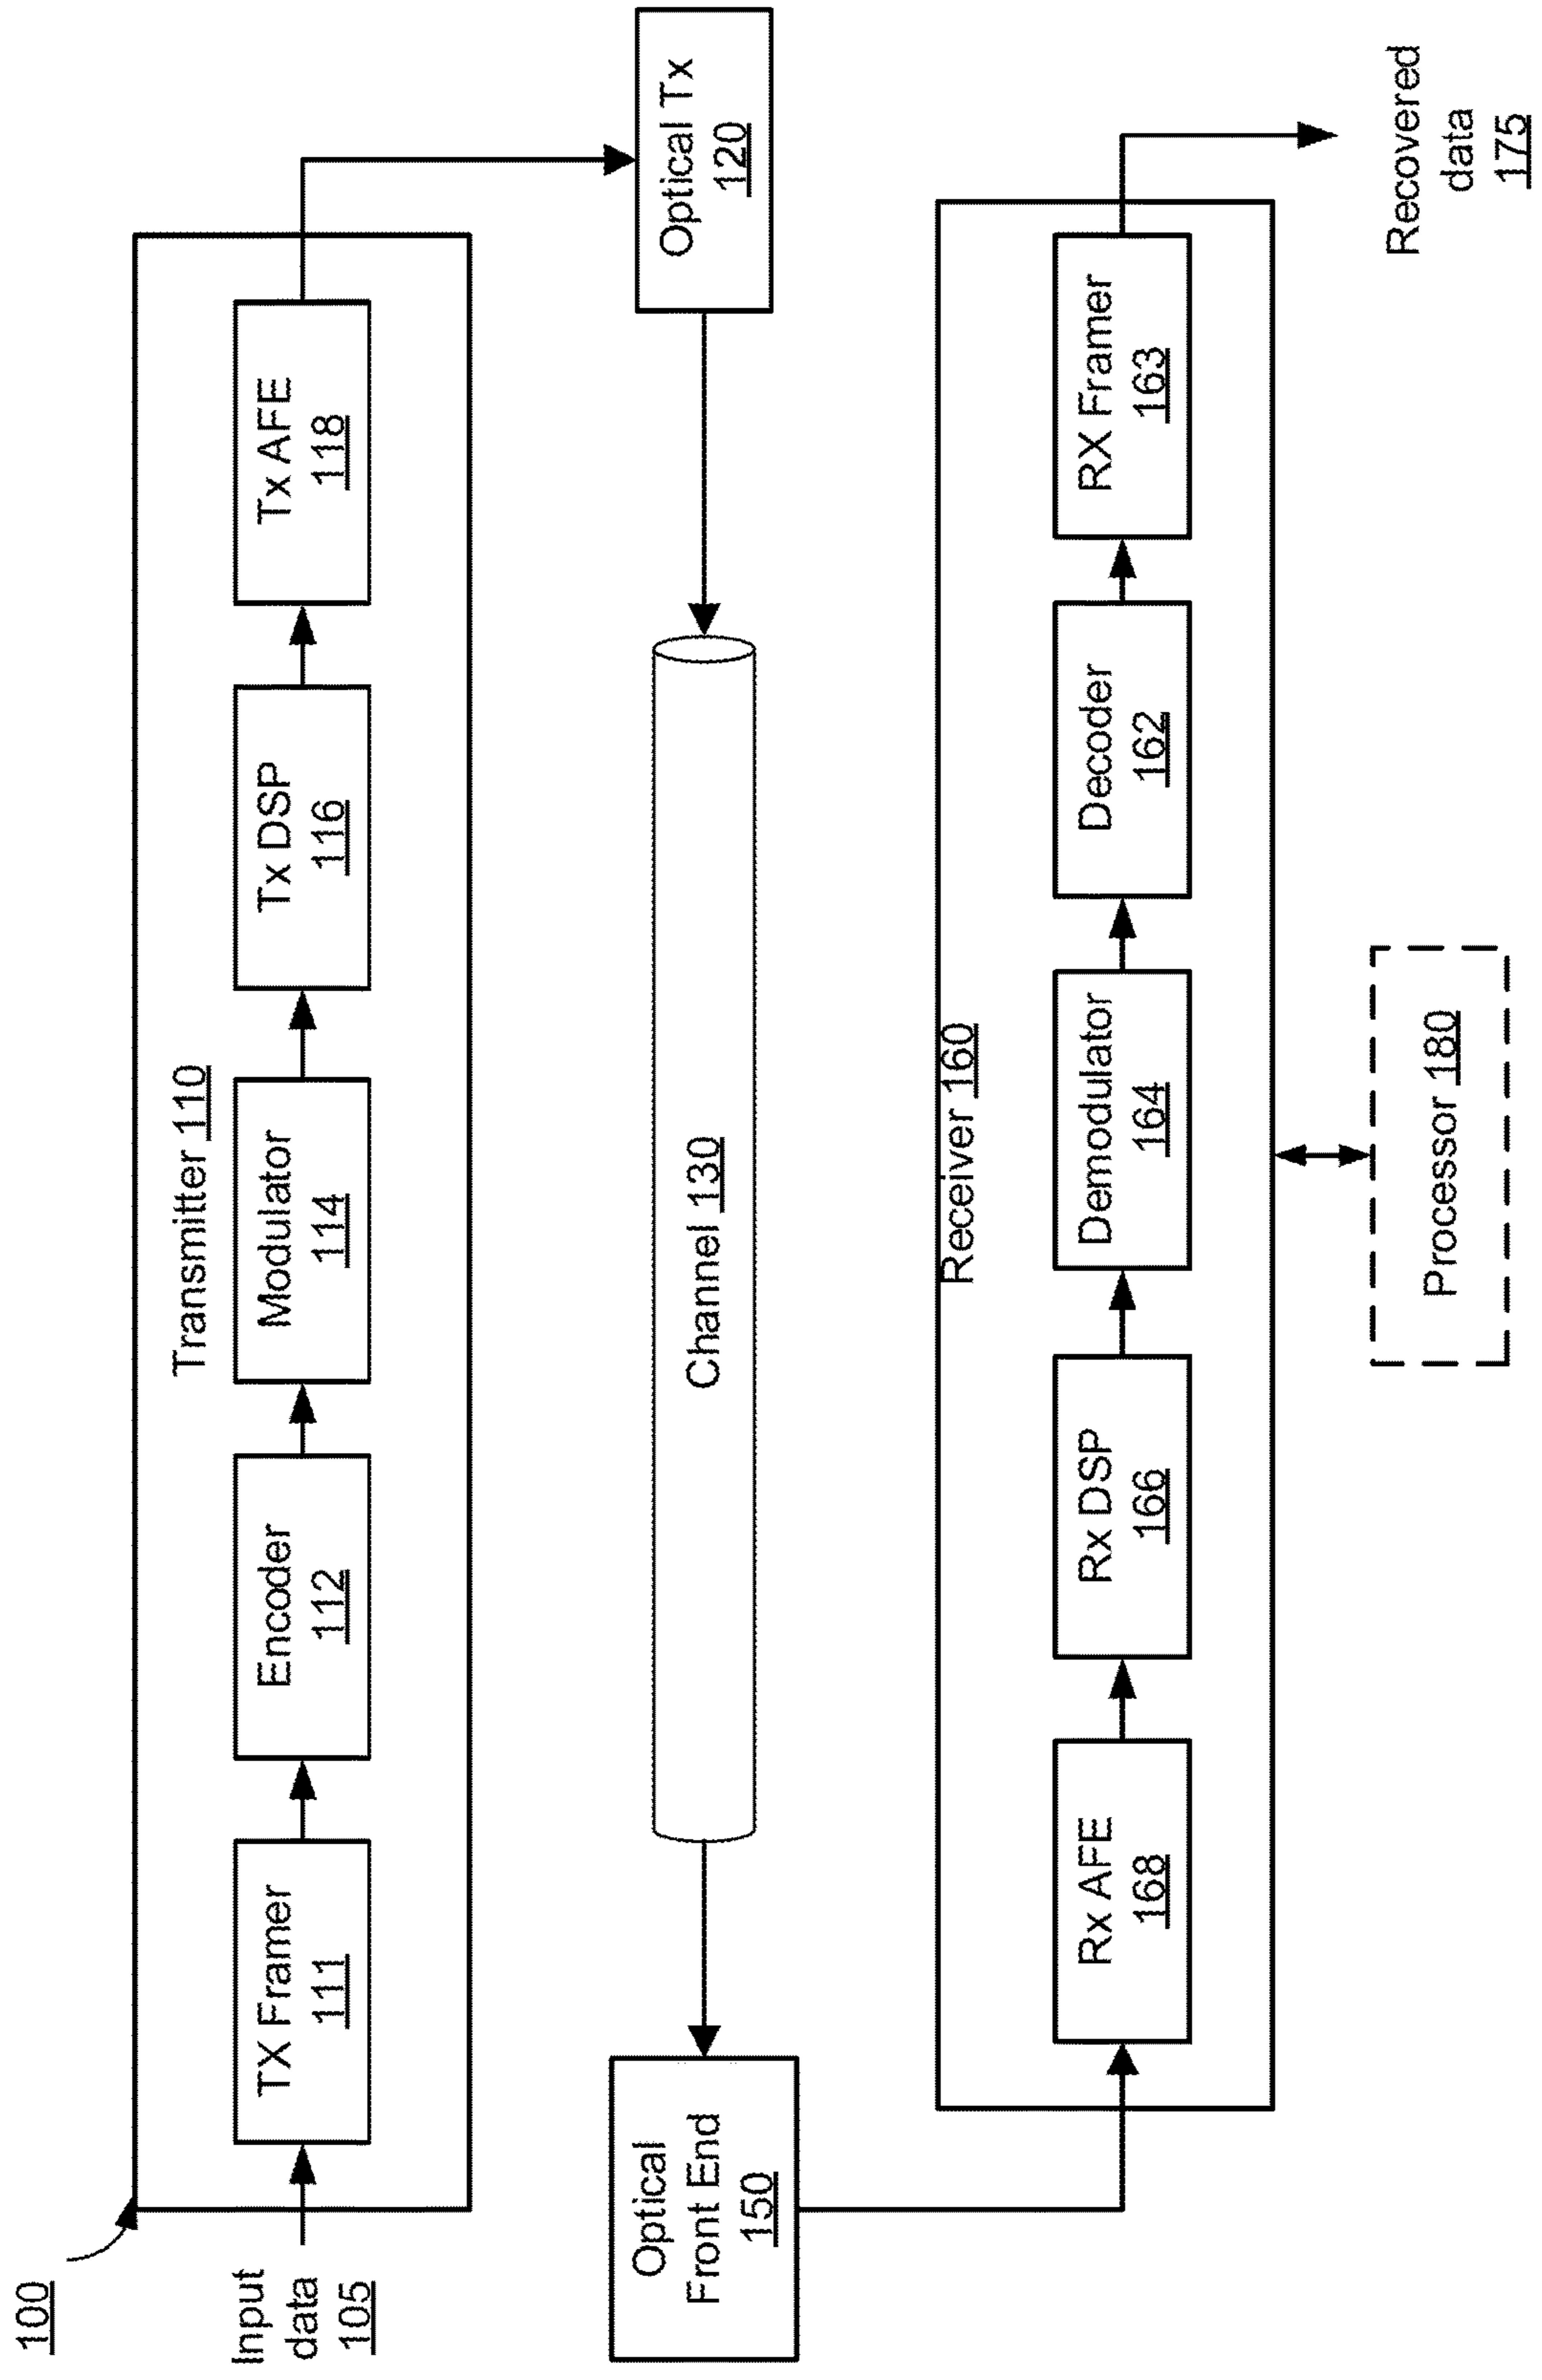 100
Input
data
105
Transmitter 110
TX Framer
111
Encoder
112
Modulator
114
Tx DSP
116
Tx AFE
118
Optical Tx
120
Channel 130
Optical
Front End
150
Receiver 160
Rx AFE
168
Rx DSP
166
Demodulator
164
Decoder
162
RX Framer
163
Recovered
data
175
Processor 180